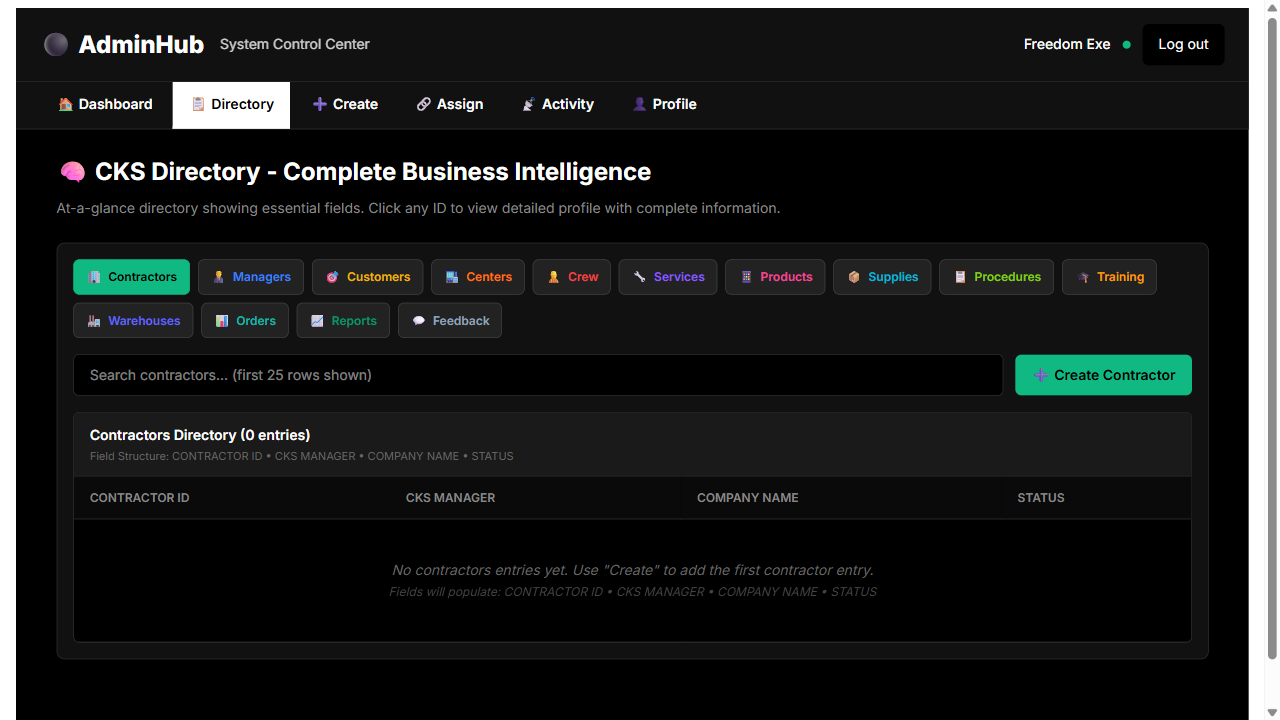 AdminHub System Control Center Freedom Exe Log out
Dashboard Directory Create Assign Activity Profile
CKS Directory - Complete Business Intelligence
At-a-glance directory showing essential fields. Click any ID to view detailed profile with complete information.
Contractors Managers Customers Centers Crew Services Products Supplies Procedures Training
Warehouses Orders Reports Feedback
Search contractors... (first 25 rows shown) Create Contractor
Contractors Directory (0 entries)
Field Structure: CONTRACTOR ID • CKS MANAGER • COMPANY NAME • STATUS
CONTRACTOR ID CKS MANAGER COMPANY NAME STATUS
No contractors entries yet. Use "Create" to add the first contractor entry.
Fields will populate: CONTRACTOR ID • CKS MANAGER • COMPANY NAME • STATUS